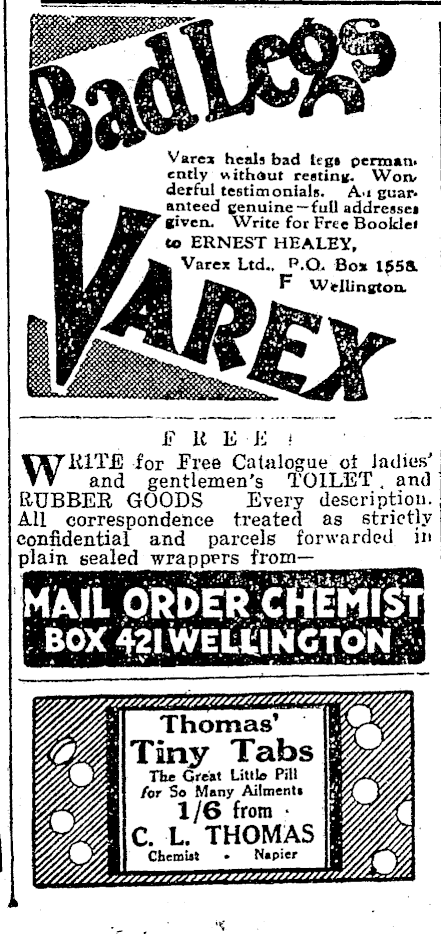 Bad Legs
Varex heals bad legs perman-
ently without resting. Won-
derful testimonials. All guar-
anteed genuine—full addresses
given. Write for Free Booklet
to ERNEST HEALEY,
Varex Ltd., P.O. Box 1558
F Wellington
VAREX
FREE!
WRITE for Free Catalogue of ladies'
and gentlemen's TOILET and
RUBBER GOODS Every description.
All correspondence treated as strictly
confidential and parcels forwarded in
plain sealed wrappers from—
MAIL ORDER CHEMIST
BOX 421 WELLINGTON
Thomas'
Tiny Tabs
The Great Little Pill
for So Many Ailments
1/6 from
C. L. THOMAS
Chemist · Napier